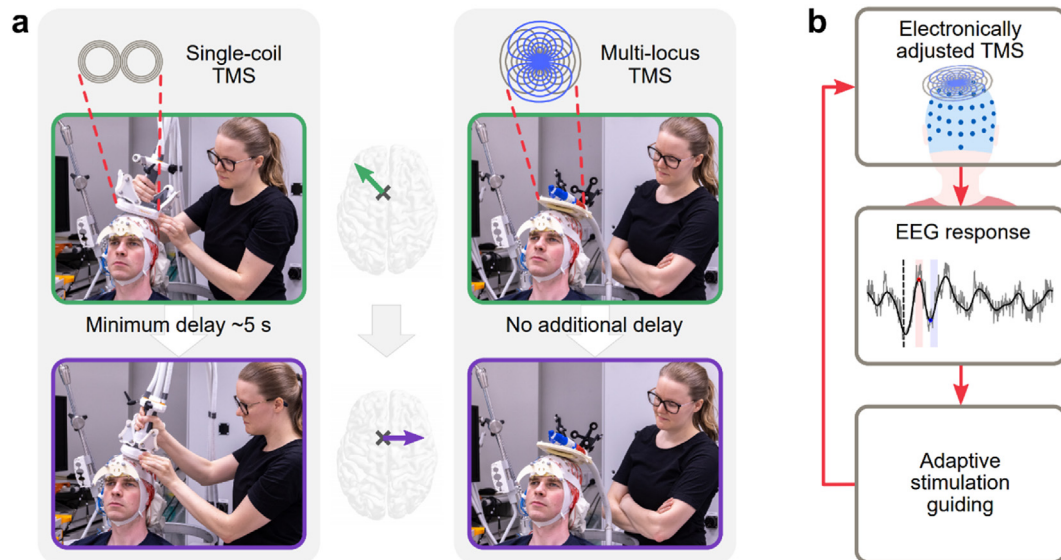 a
Single-coil
TMS
Multi-locus
TMS
Minimum delay ~5 s
No additional delay
b
Electronically
adjusted TMS
EEG response
Adaptive
stimulation
guiding